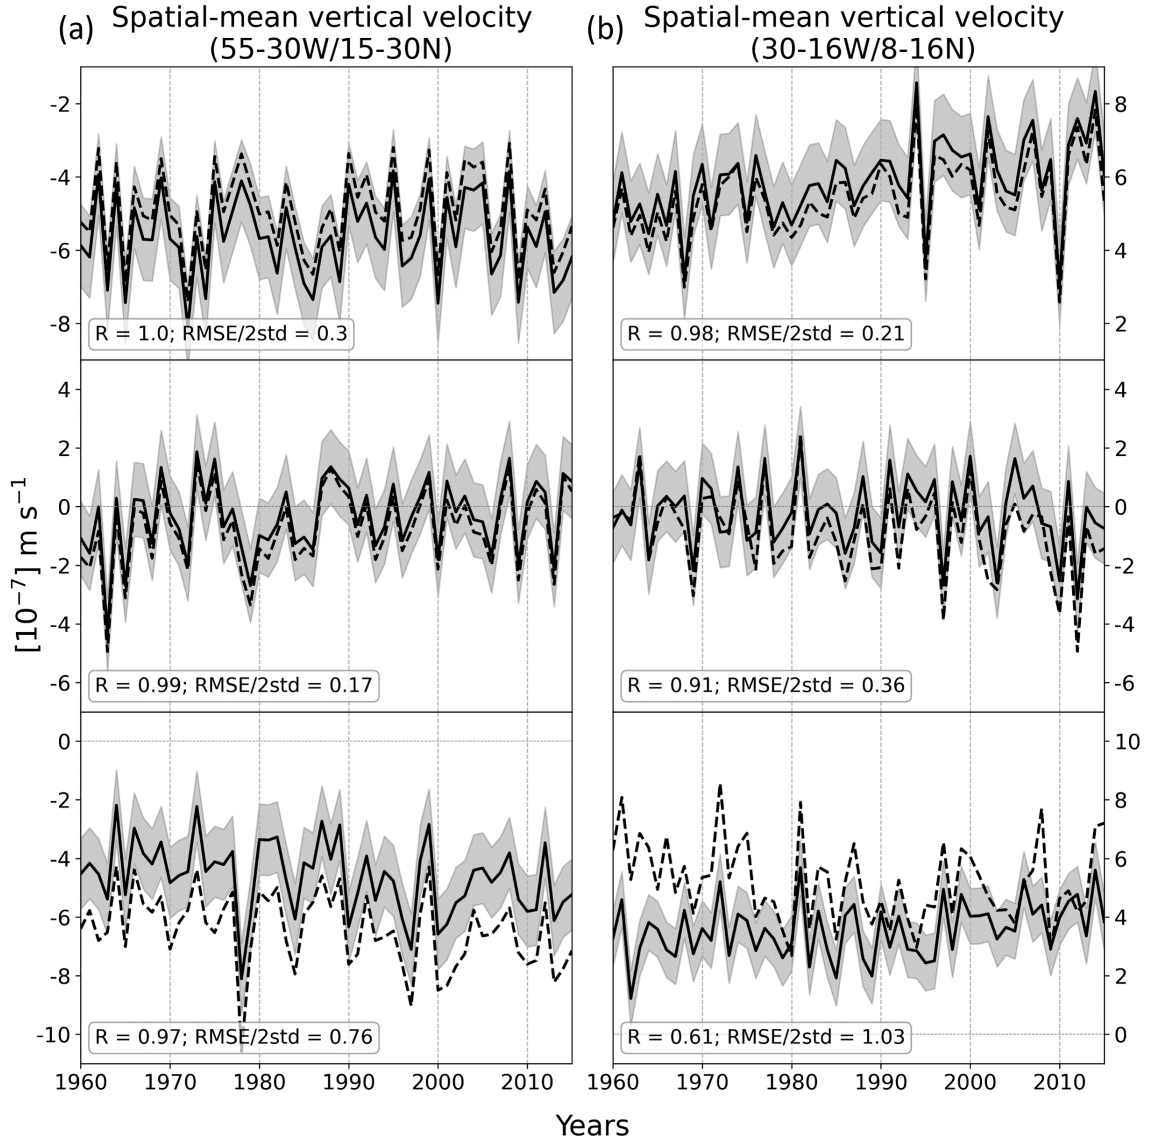 (a) Spatial-mean vertical velocity
(55-30W/15-30N)
(b) Spatial-mean vertical velocity
(30-16W/8-16N)
-2
-4
-6
-8
R = 1.0; RMSE/2std = 0.3
R = 0.98; RMSE/2std = 0.21
8
6
4
2
4
2
0
-2
-4
-6
R = 0.99; RMSE/2std = 0.17
R = 0.91; RMSE/2std = 0.36
4
2
0
-2
-4
-6
[10⁻⁷] m s⁻¹
0
-2
-4
-6
-8
-10
R = 0.97; RMSE/2std = 0.76
R = 0.61; RMSE/2std = 1.03
10
8
6
4
2
0
1960 1970 1980 1990 2000 2010
1960 1970 1980 1990 2000 2010
Years